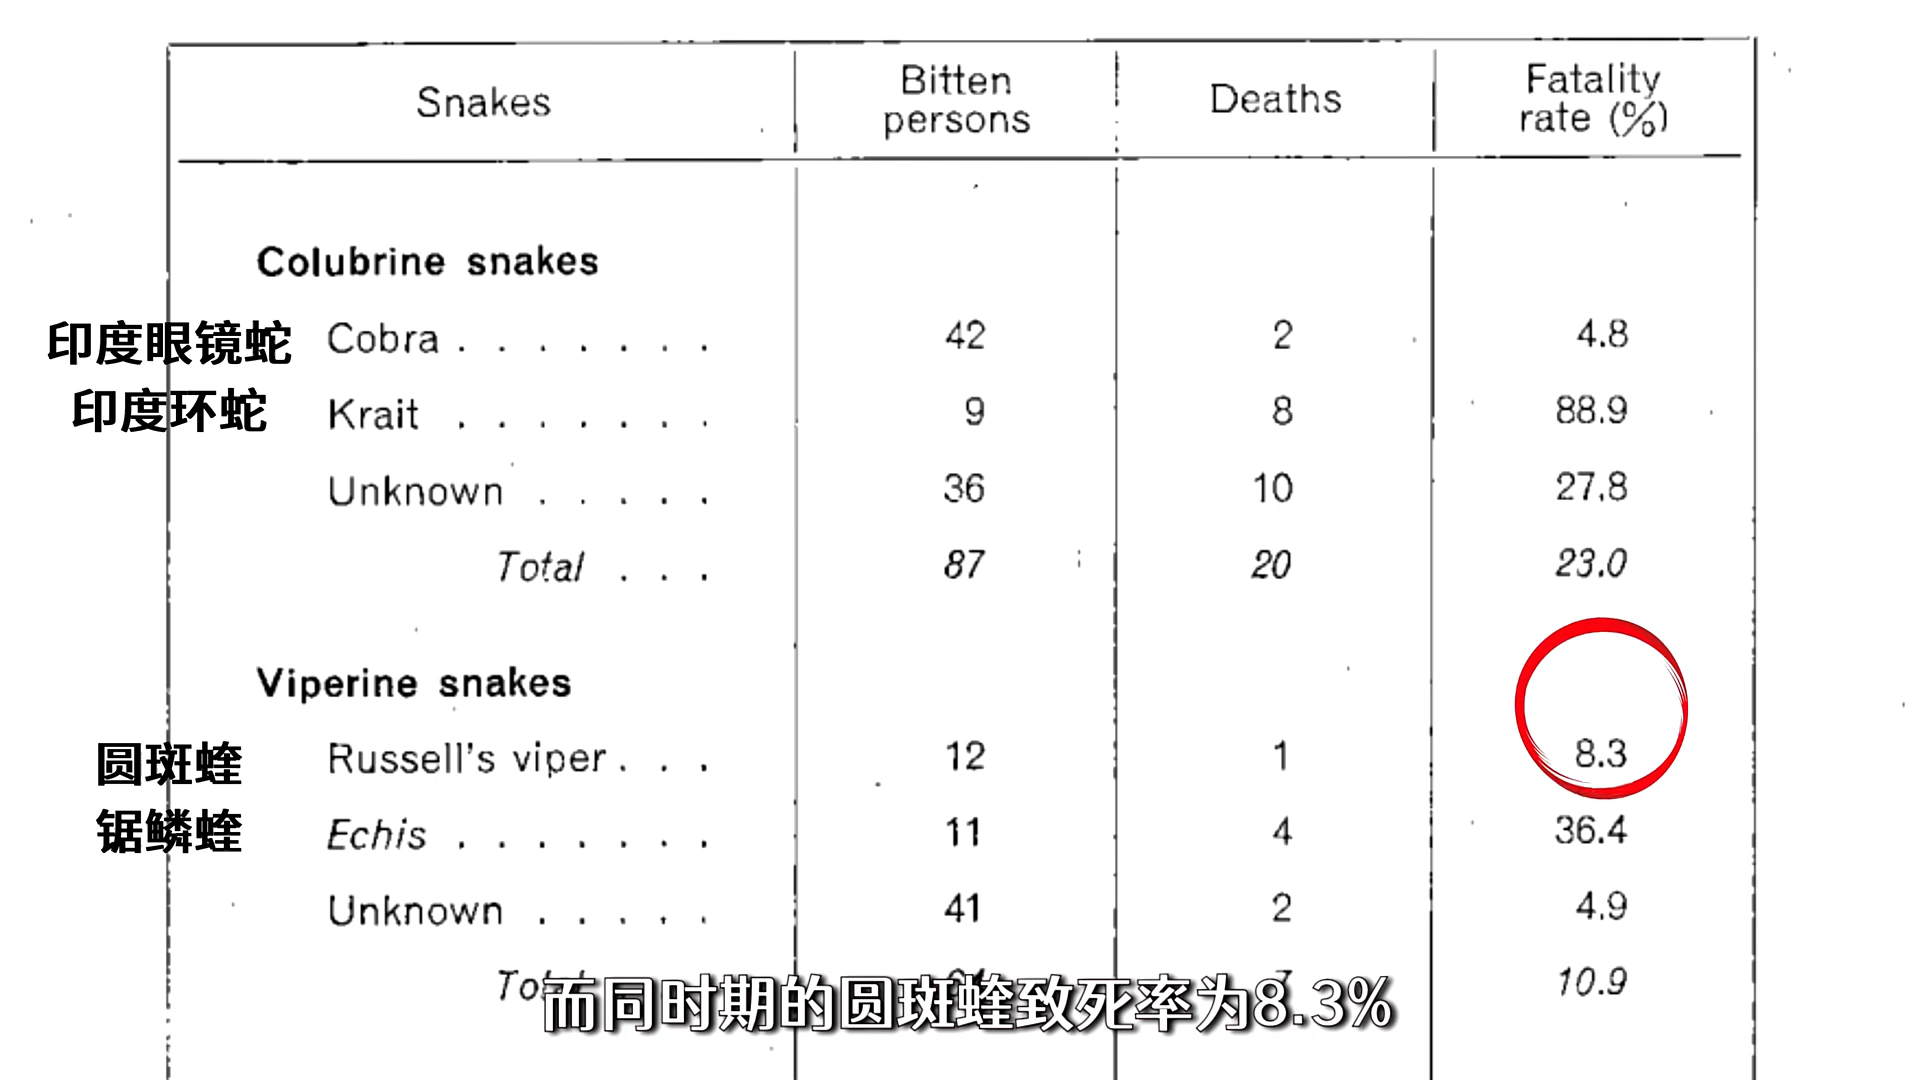 Snakes Bitten persons Deaths Fatality rate (%)
Colubrine snakes
印度眼镜蛇 Cobra . . . . . . . 42 2 4.8
印度环蛇 Krait . . . . . . . 9 8 88.9
Unknown . . . . . 36 10 27.8
Total . . . 87 20 23.0
Viperine snakes
圆斑蝰 Russell's viper . . . 12 1 8.3
锯鳞蝰 Echis . . . . . . . 11 4 36.4
Unknown . . . . . 41 2 4.9
10.9
而同时期的圆斑蝰致死率为8.3%